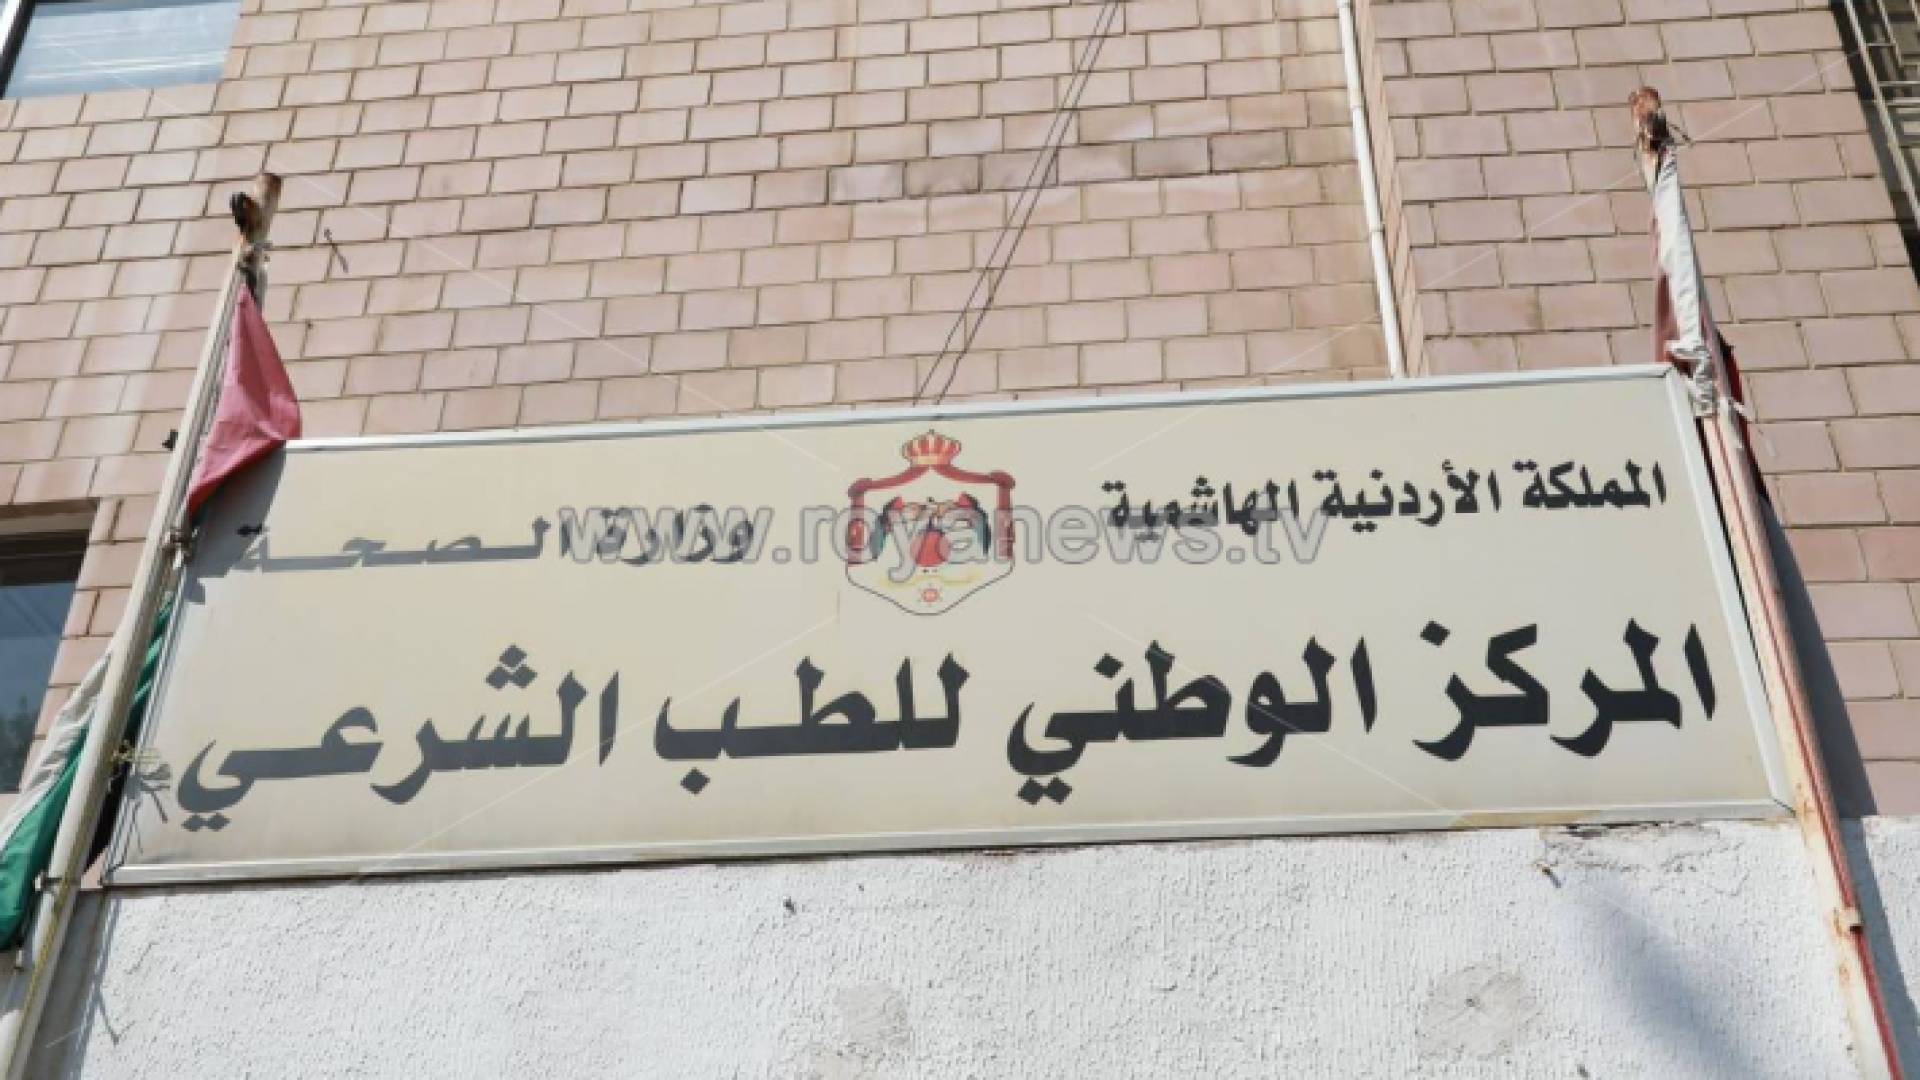 المملكة الأردنية الهاشمية
وزارة الصحة
المركز الوطني للطب الشرعي
www.royanews.tv